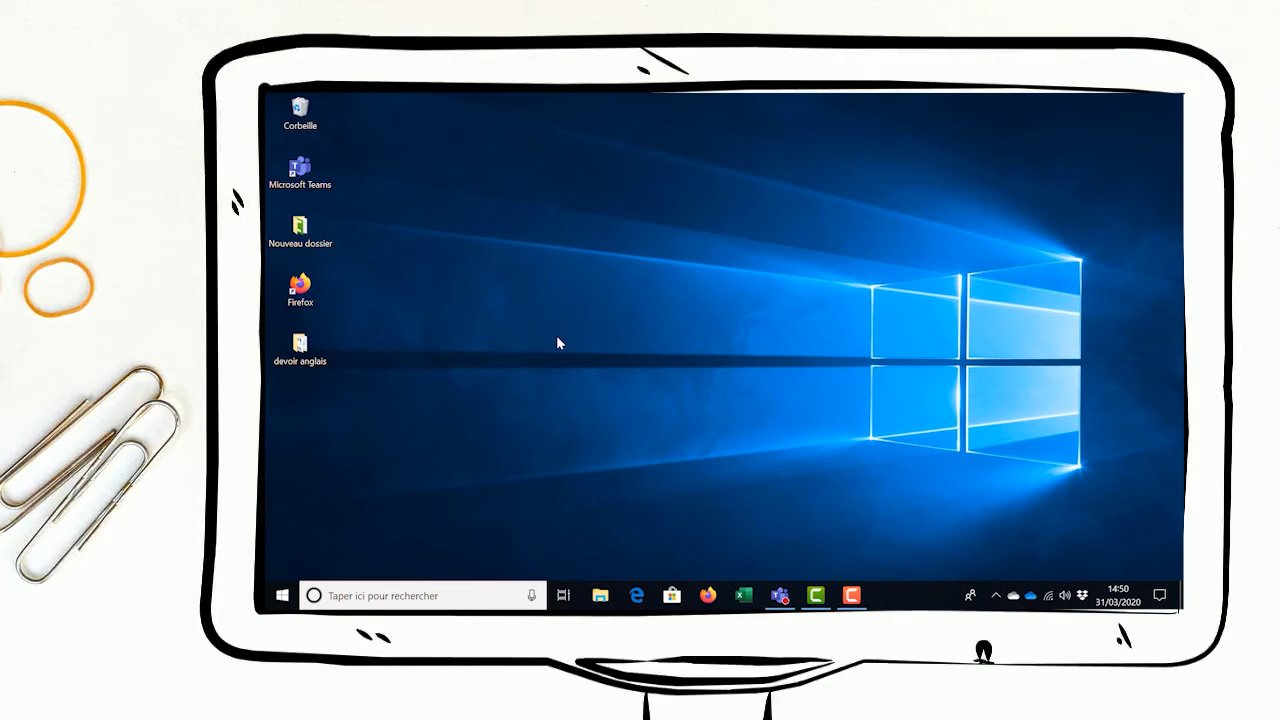 Corbeille
Microsoft Teams
Nouveau dossier
Firefox
devoir anglais
Taper ici pour rechercher
14:50
31/03/2020